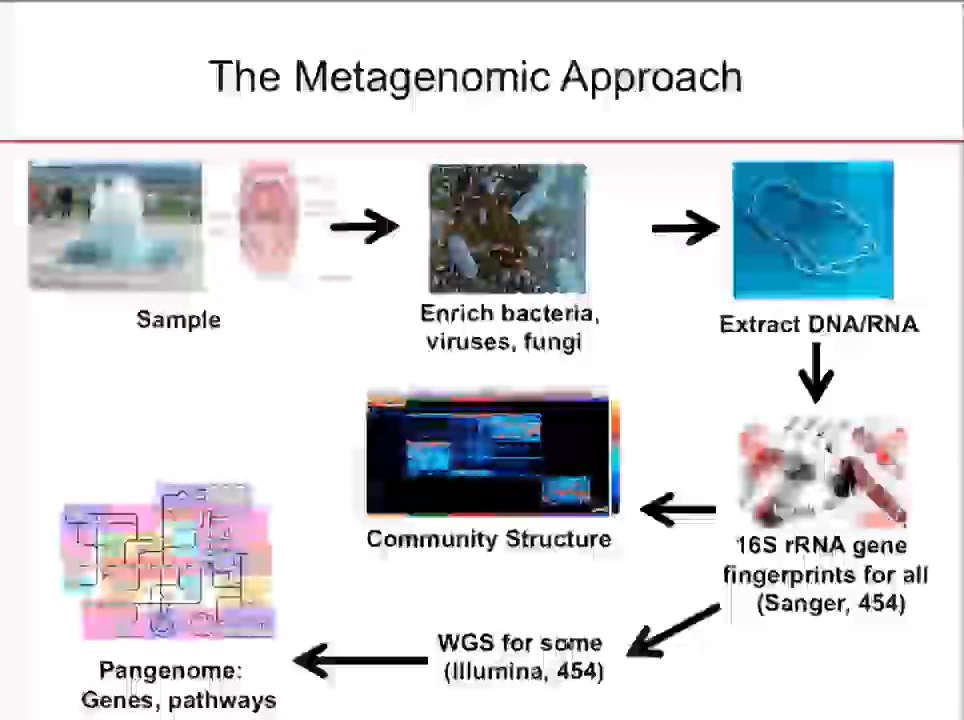 The Metagenomic Approach
Sample
Enrich bacteria,
viruses, fungi
Extract DNA/RNA
Community Structure
16S rRNA gene
fingerprints for all
(Sanger, 454)
WGS for some
(Illumina, 454)
Pangenome:
Genes, pathways